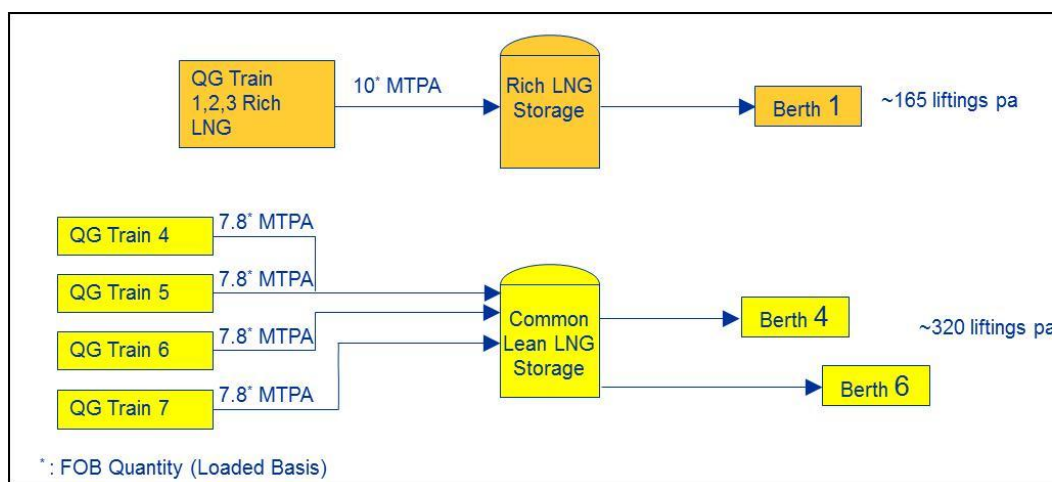 QG Train
1,2,3 Rich
LNG
10* MTPA
Rich LNG
Storage
Berth 1
~165 liftings pa
QG Train 4
7.8* MTPA
QG Train 5
7.8* MTPA
QG Train 6
7.8* MTPA
QG Train 7
7.8* MTPA
Common
Lean LNG
Storage
Berth 4
~320 liftings pa
Berth 6
* : FOB Quantity (Loaded Basis)